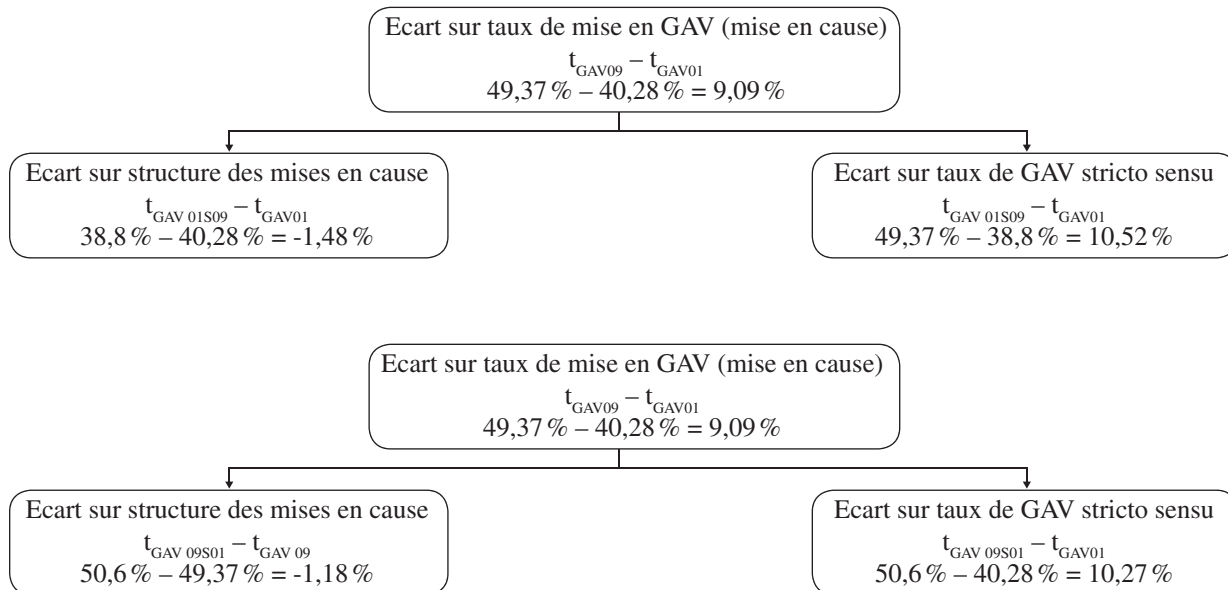 Ecart sur taux de mise en GAV (mise en cause)
t_GAV09 – t_GAV01
49,37 % – 40,28 % = 9,09 %
Ecart sur structure des mises en cause
t_GAV 01S09 – t_GAV01
38,8 % – 40,28 % = -1,48 %
Ecart sur taux de GAV stricto sensu
t_GAV 01S09 – t_GAV01
49,37 % – 38,8 % = 10,52 %
Ecart sur taux de mise en GAV (mise en cause)
t_GAV09 – t_GAV01
49,37 % – 40,28 % = 9,09 %
Ecart sur structure des mises en cause
t_GAV 09S01 – t_GAV 09
50,6 % – 49,37 % = -1,18 %
Ecart sur taux de GAV stricto sensu
t_GAV 09S01 – t_GAV01
50,6 % – 40,28 % = 10,27 %